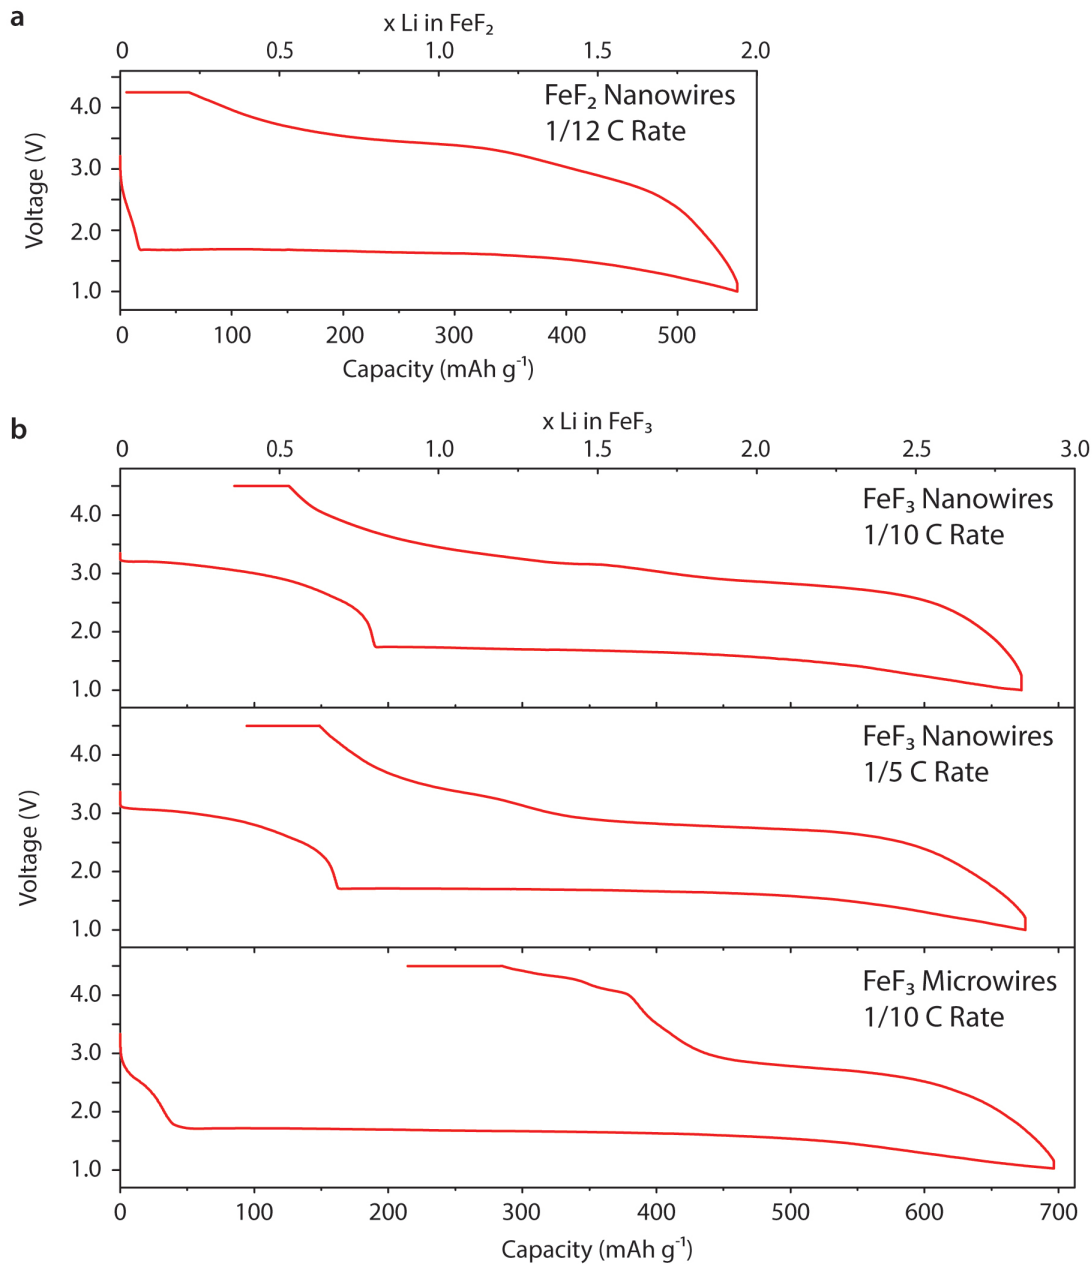 a
x Li in FeF₂
0 0.5 1.0 1.5 2.0
FeF₂ Nanowires
1/12 C Rate
Voltage (V)
4.0
3.0
2.0
1.0
0 100 200 300 400 500
Capacity (mAh g⁻¹)
b
x Li in FeF₃
0 0.5 1.0 1.5 2.0 2.5 3.0
FeF₃ Nanowires
1/10 C Rate
4.0
3.0
2.0
1.0
FeF₃ Nanowires
1/5 C Rate
Voltage (V)
4.0
3.0
2.0
1.0
FeF₃ Microwires
1/10 C Rate
4.0
3.0
2.0
1.0
0 100 200 300 400 500 600 700
Capacity (mAh g⁻¹)